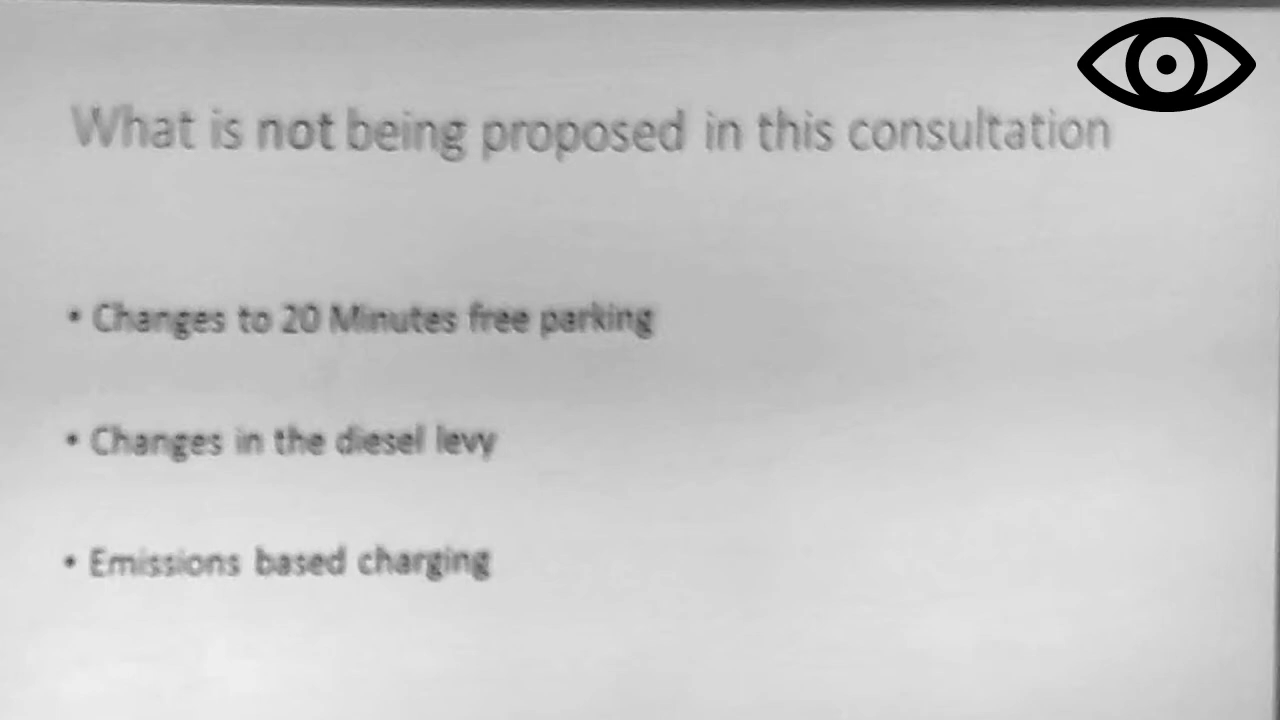 What is not being proposed in this consultation
• Changes to 20 Minutes free parking
• Changes in the diesel levy
• Emissions based charging